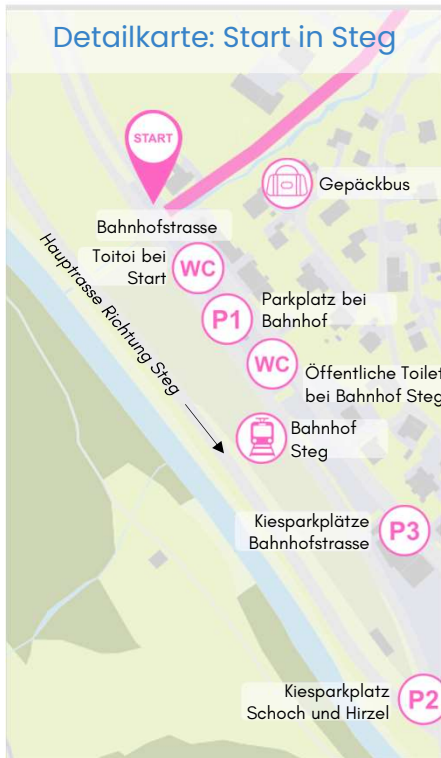 Detailkarte: Start in Steg
START
Gepäckbus
Bahnhofstrasse
Toitoi bei
Start
WC
Hauptrasse Richtung Steg
P1
Parkplatz bei
Bahnhof
WC
Öffentliche Toilet
bei Bahnhof Steg
Bahnhof
Steg
Kiesparkplätze
Bahnhofstrasse
P3
Kiesparkplatz
Schoch und Hirzel
P2